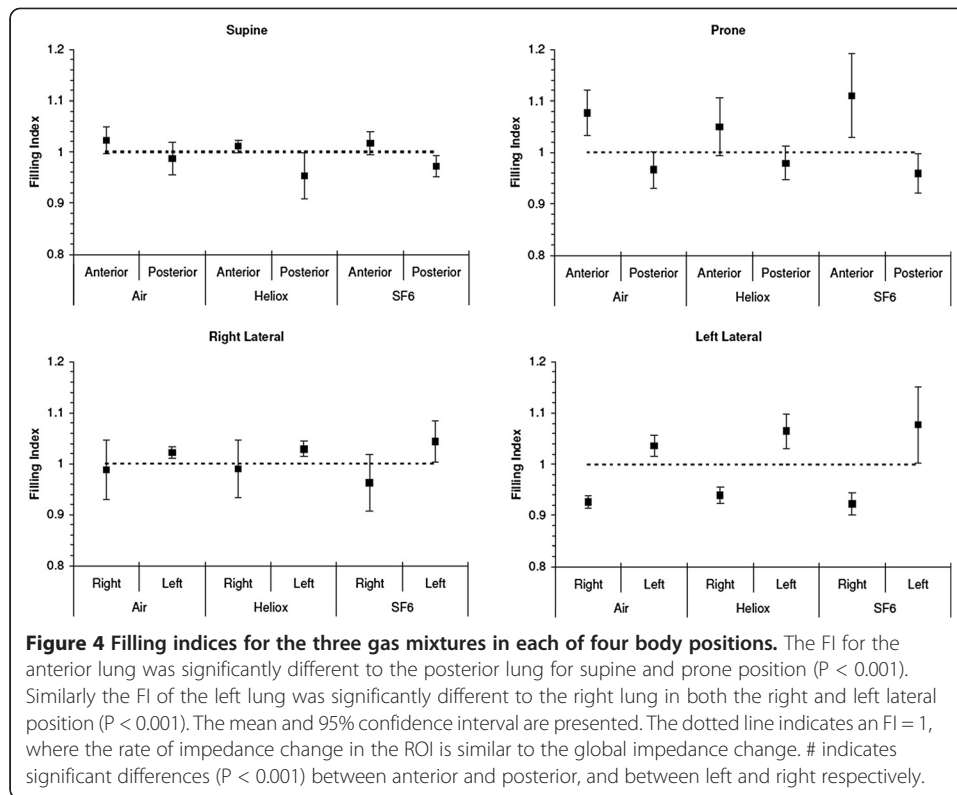 Supine
1.2
1.1
1
0.9
0.8
Filling Index
Anterior Posterior Anterior Posterior Anterior Posterior
Air Heliox SF6
Prone
1.2
1.1
1
0.9
0.8
Filling Index
Anterior Posterior Anterior Posterior Anterior Posterior
Air Heliox SF6
Right Lateral
1.2
1.1
1
0.9
0.8
Filling Index
Right Left Right Left Right Left
Air Heliox SF6
Left Lateral
1.2
1.1
1
0.9
0.8
Filling Index
Right Left Right Left Right Left
Air Heliox SF6
Figure 4 Filling indices for the three gas mixtures in each of four body positions. The FI for the
anterior lung was significantly different to the posterior lung for supine and prone position (P < 0.001).
Similarly the FI of the left lung was significantly different to the right lung in both the right and left lateral
position (P < 0.001). The mean and 95% confidence interval are presented. The dotted line indicates an FI = 1,
where the rate of impedance change in the ROI is similar to the global impedance change. # indicates
significant differences (P < 0.001) between anterior and posterior, and between left and right respectively.